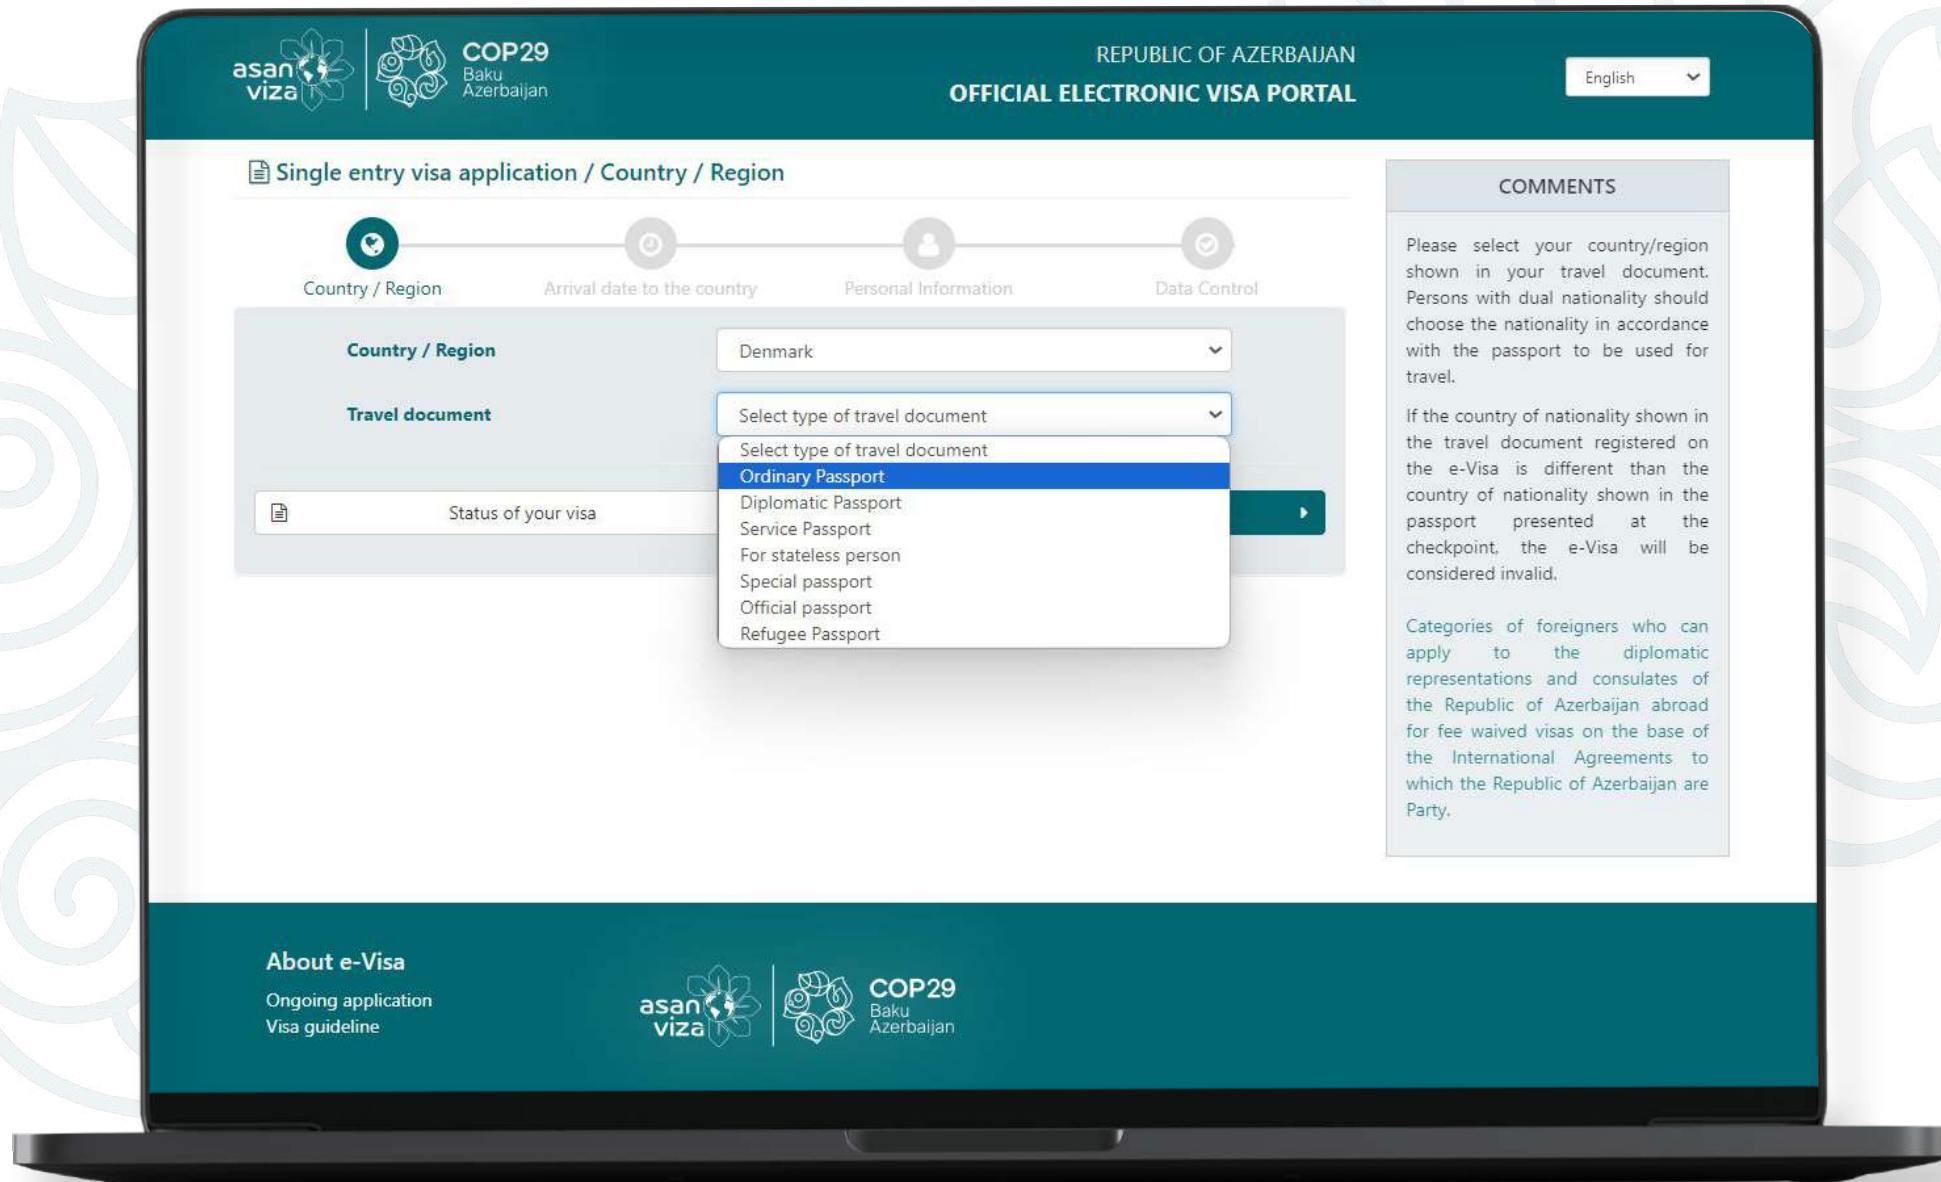 asan
viza
COP29
Baku
Azerbaijan
REPUBLIC OF AZERBAIJAN
OFFICIAL ELECTRONIC VISA PORTAL
English
Single entry visa application / Country / Region
Country / Region
Arrival date to the country
Personal Information
Data Control
Country / Region
Denmark
Travel document
Select type of travel document
Select type of travel document
Ordinary Passport
Diplomatic Passport
Service Passport
For stateless person
Special passport
Official passport
Refugee Passport
Status of your visa
COMMENTS
Please select your country/region
shown in your travel document.
Persons with dual nationality should
choose the nationality in accordance
with the passport to be used for
travel.
If the country of nationality shown in
the travel document registered on
the e-Visa is different than the
country of nationality shown in the
passport presented at the
checkpoint, the e-Visa will be
considered invalid.
Categories of foreigners who can
apply to the diplomatic
representations and consulates of
the Republic of Azerbaijan abroad
for fee waived visas on the base of
the International Agreements to
which the Republic of Azerbaijan are
Party.
About e-Visa
Ongoing application
Visa guideline
asan
viza
COP29
Baku
Azerbaijan